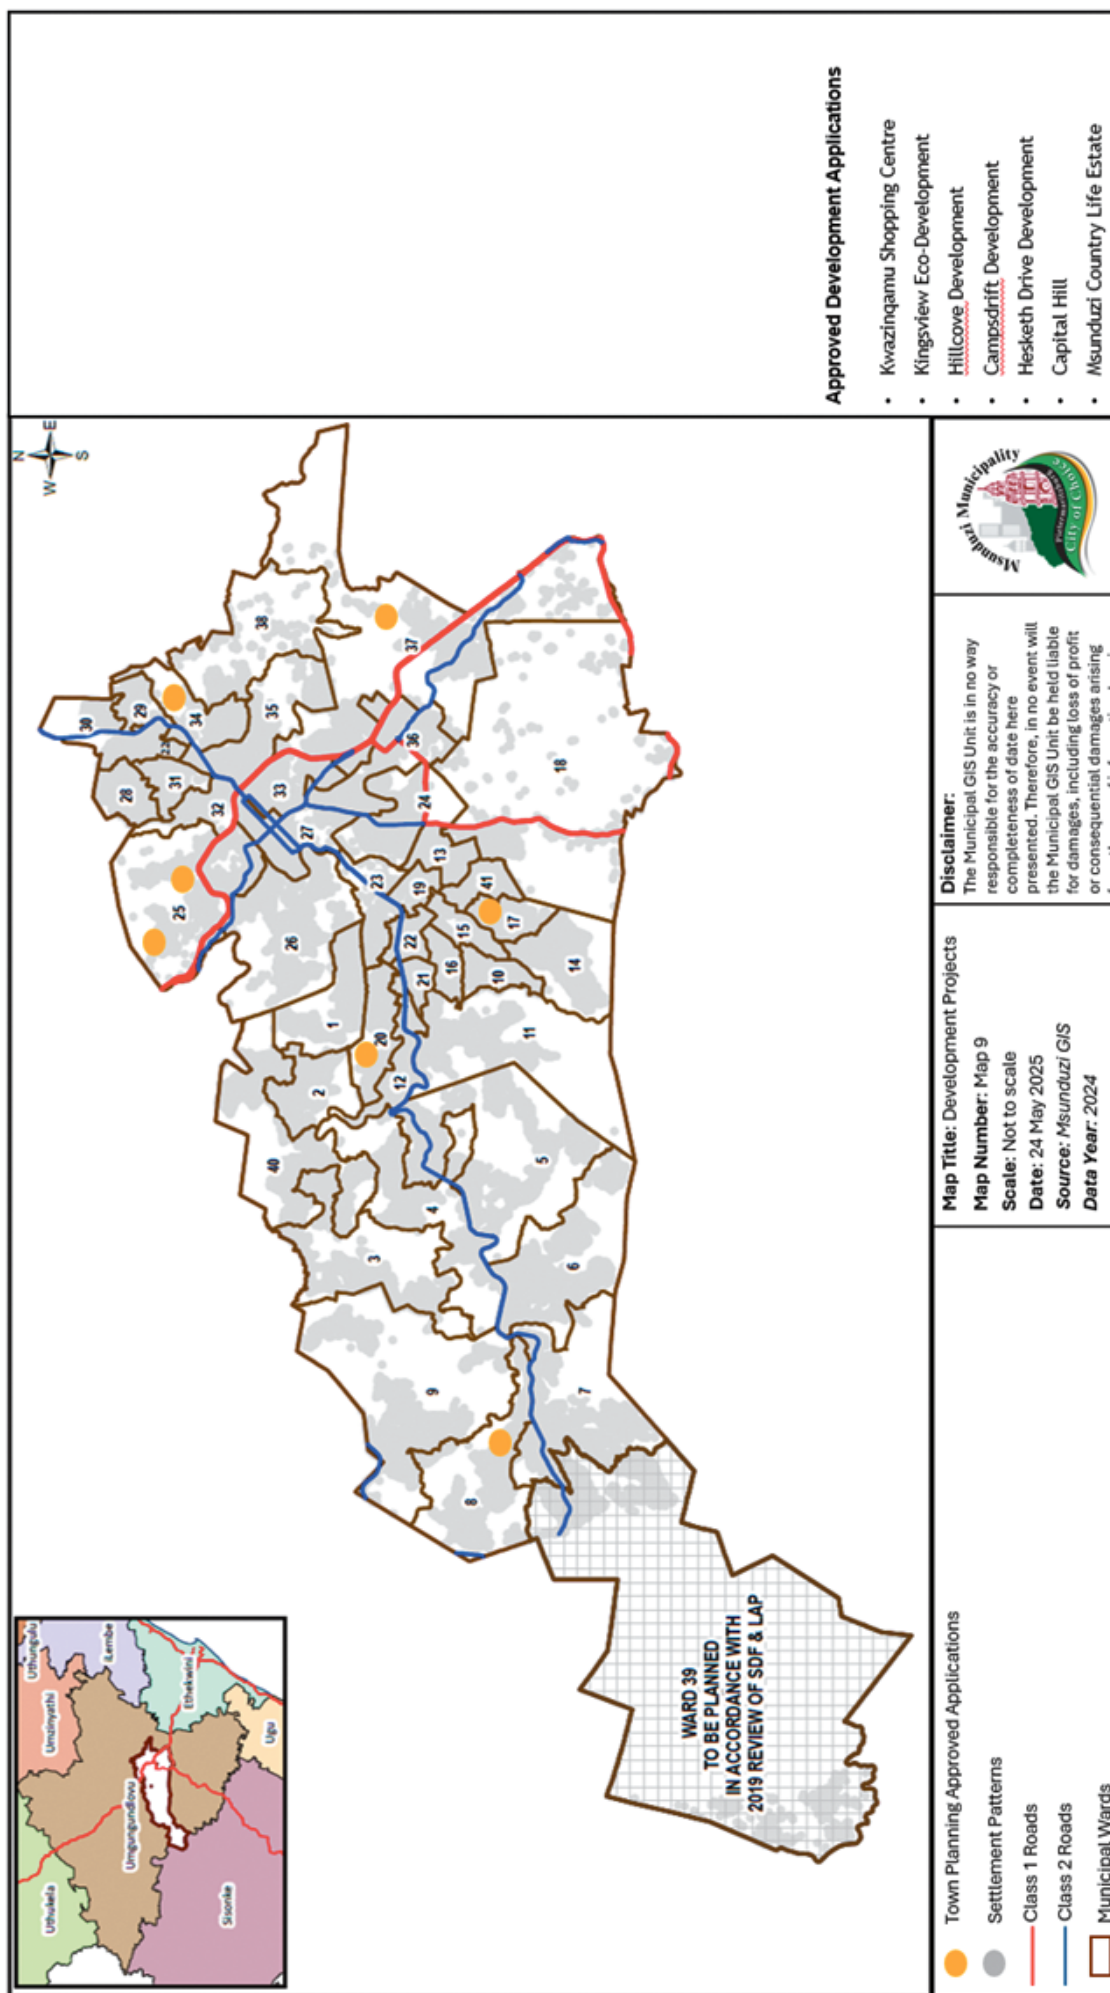 Uthukela
Umzinyathi
Uthungulu
iLembe
Umgungundlovu
Ethekwini
Sisonke
Ugu
N
W
E
S
30
29
28
22
34
38
31
35
32
25
33
37
27
36
26
24
18
23
13
1
19
41
22
15
17
20
21
16
2
10
14
12
11
40
5
4
3
6
9
7
8
WARD 39
TO BE PLANNED
IN ACCORDANCE WITH
2019 REVIEW OF SDF & LAP
Approved Development Applications
• Kwazinqamu Shopping Centre
• Kingsview Eco-Development
• Hillcove Development
• Campsdrift Development
• Hesketh Drive Development
• Capital Hill
• Msunduzi Country Life Estate
Town Planning Approved Applications
Settlement Patterns
Class 1 Roads
Class 2 Roads
Municipal Wards
Map Title: Development Projects
Map Number: Map 9
Scale: Not to scale
Date: 24 May 2025
Source: Msunduzi GIS
Data Year: 2024
Disclaimer:
The Municipal GIS Unit is in no way
responsible for the accuracy or
completeness of date here
presented. Therefore, in no event will
the Municipal GIS Unit be held liable
for damages, including loss of profit
or consequential damages arising
Msunduzi Municipality
Pietermaritzburg
City of Choice